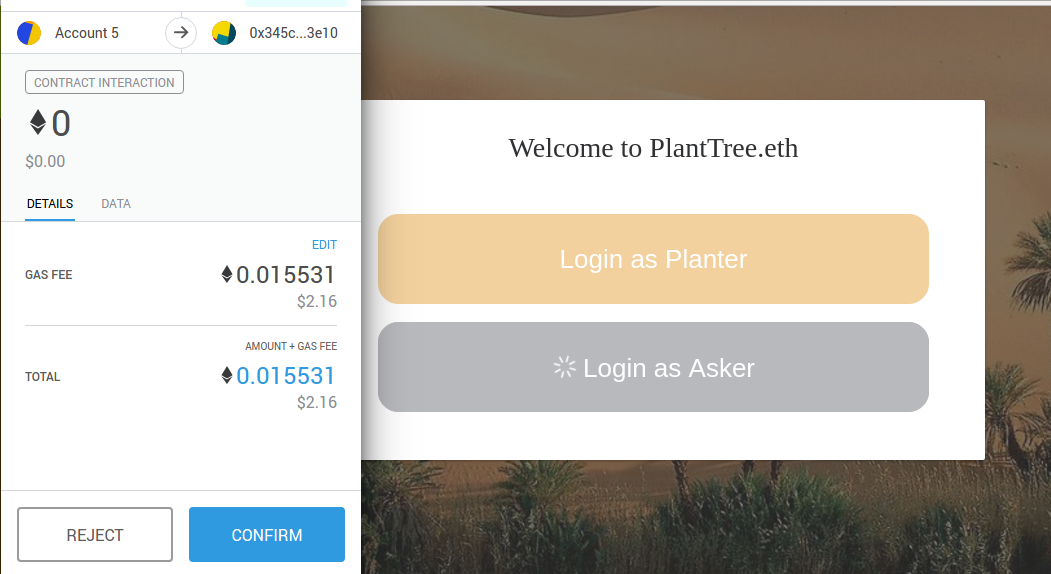 Account 5
0x345c...3e10
CONTRACT INTERACTION
0
$0.00
DETAILS DATA
EDIT
GAS FEE 0.015531
$2.16
AMOUNT + GAS FEE
TOTAL 0.015531
$2.16
REJECT CONFIRM
Welcome to PlantTree.eth
Login as Planter
Login as Asker